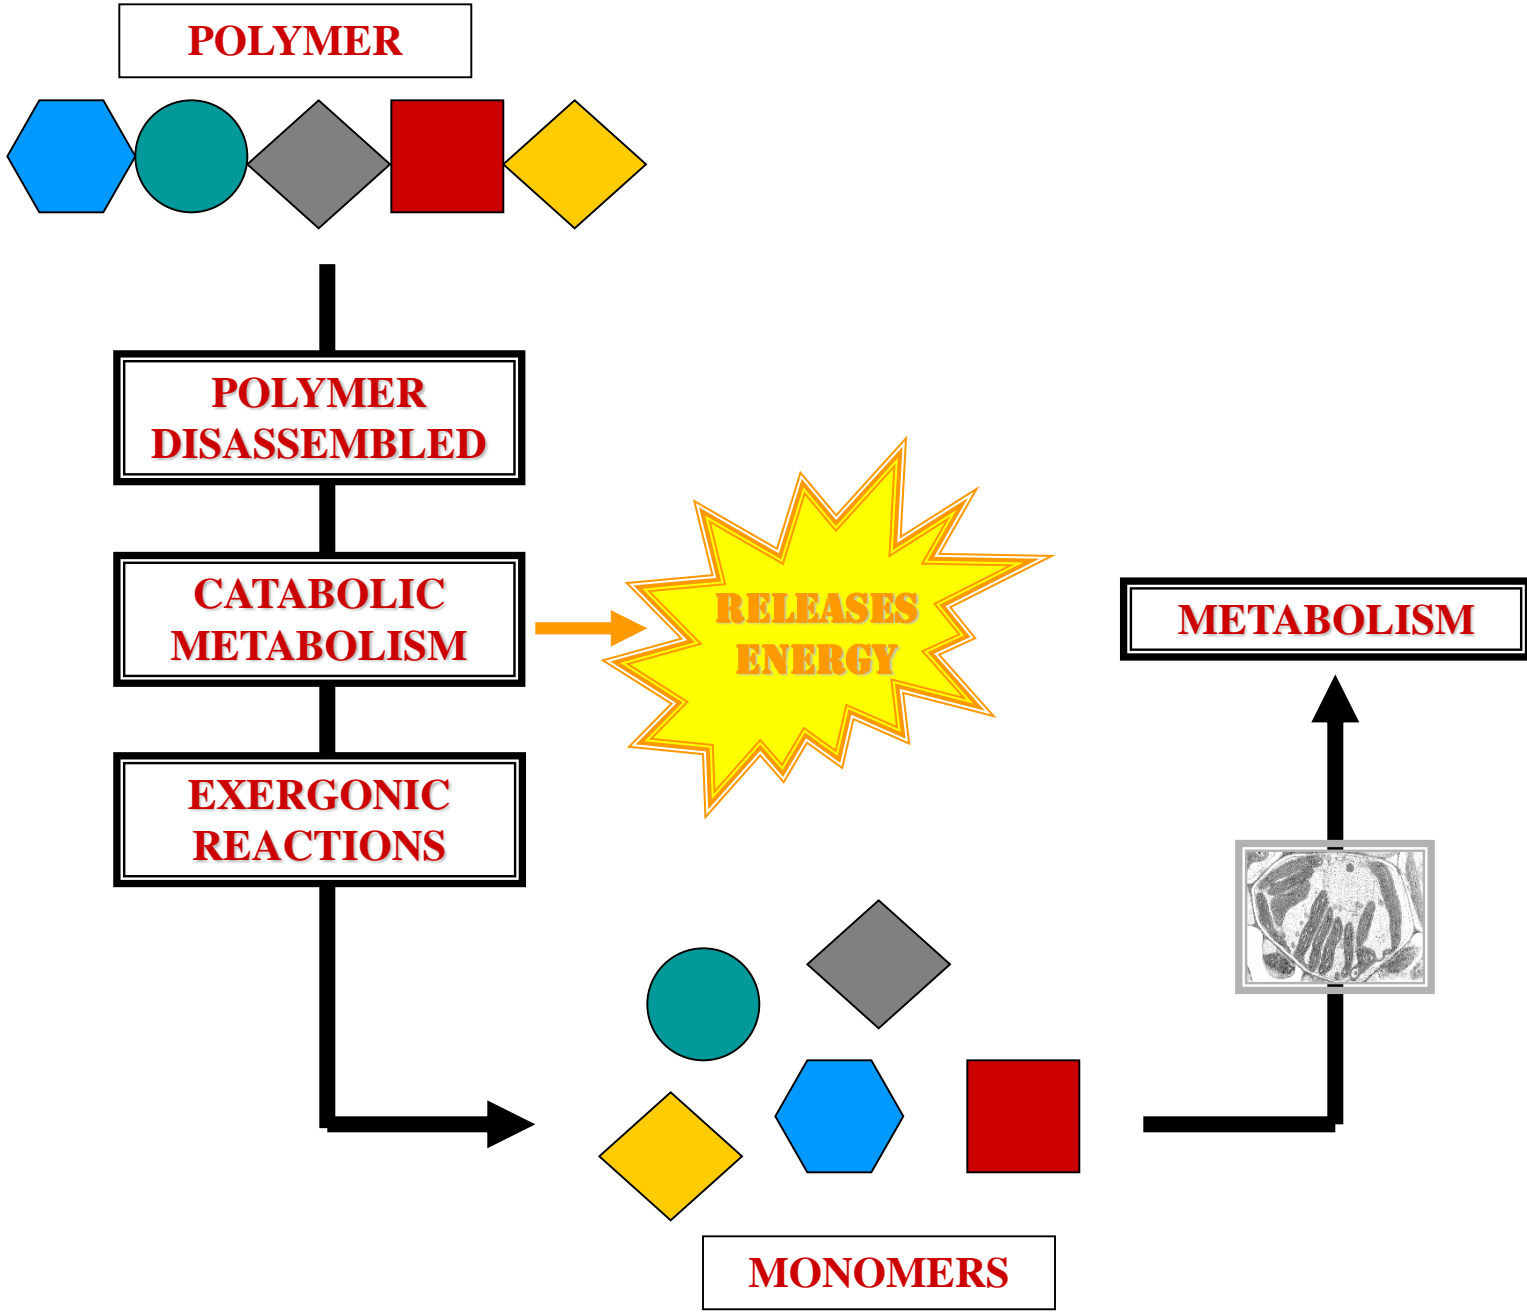 POLYMER
POLYMER
DISASSEMBLED
CATABOLIC
METABOLISM
RELEASES
ENERGY
METABOLISM
EXERGONIC
REACTIONS
MONOMERS